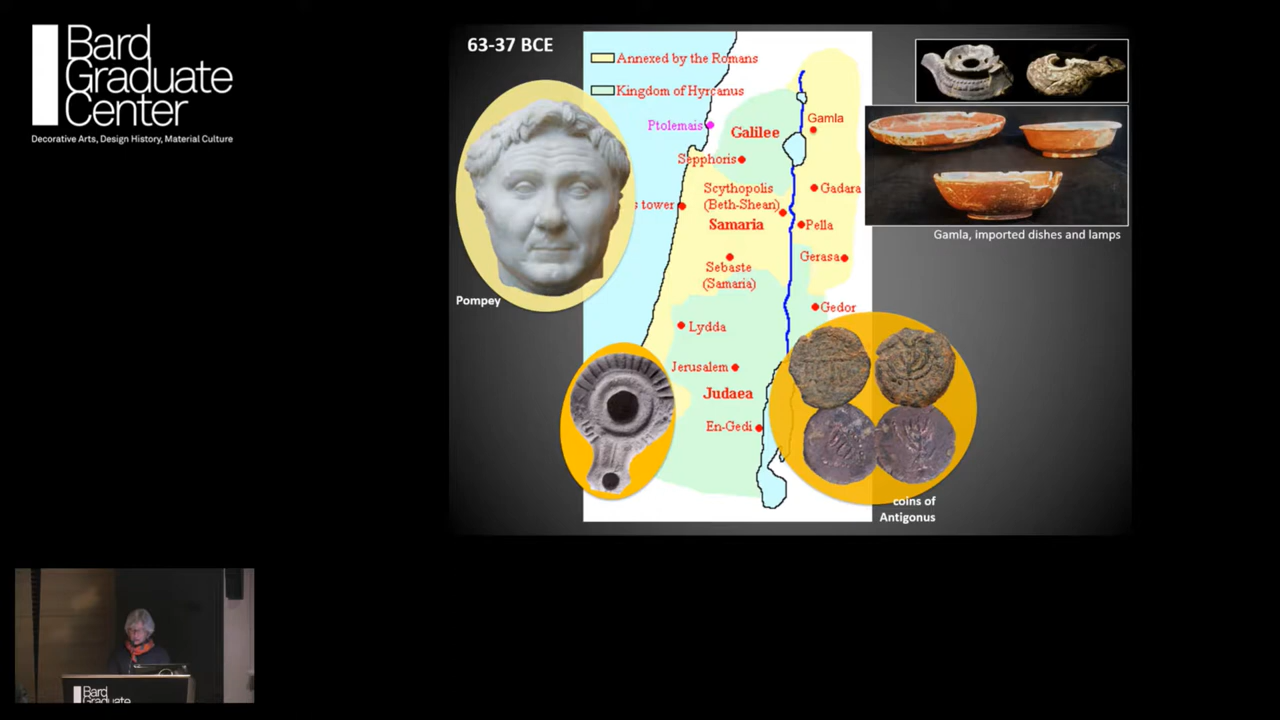 Bard
Graduate
Center
Decorative Arts, Design History, Material Culture
63-37 BCE
Annexed by the Romans
Kingdom of Hyrcanus
Ptolemais
Galilee
Gamla
Sepphoris
Scythopolis
(Beth-Shean)
Gadara
s tower
Samaria
Pella
Gerasa
Sebaste
(Samaria)
Gedor
Lydda
Jerusalem
Judaea
En-Gedi
Pompey
Gamla, imported dishes and lamps
coins of
Antigonus
Bard
Graduate